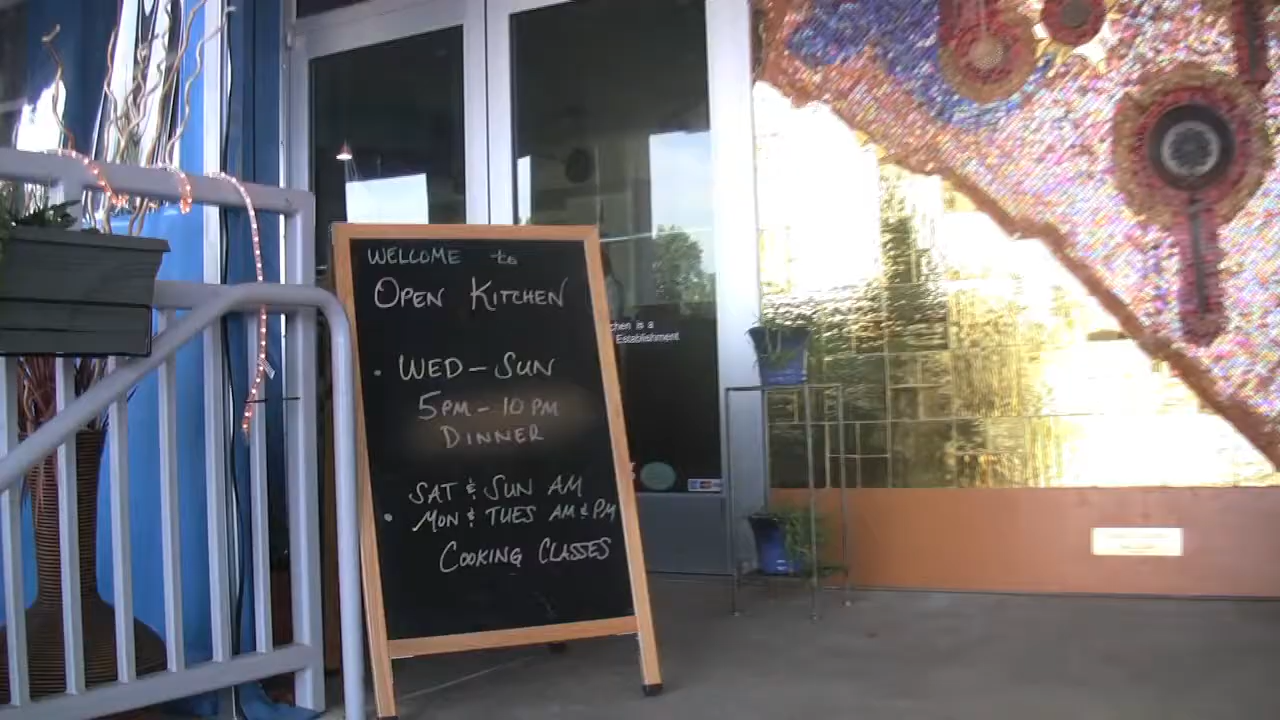 WELCOME to
OPEN KITCHEN
• WED - SUN
5PM - 10 PM
DINNER
SAT & SUN AM
• MON & TUES AM & PM
COOKING CLASSES
chen is a
Establishment